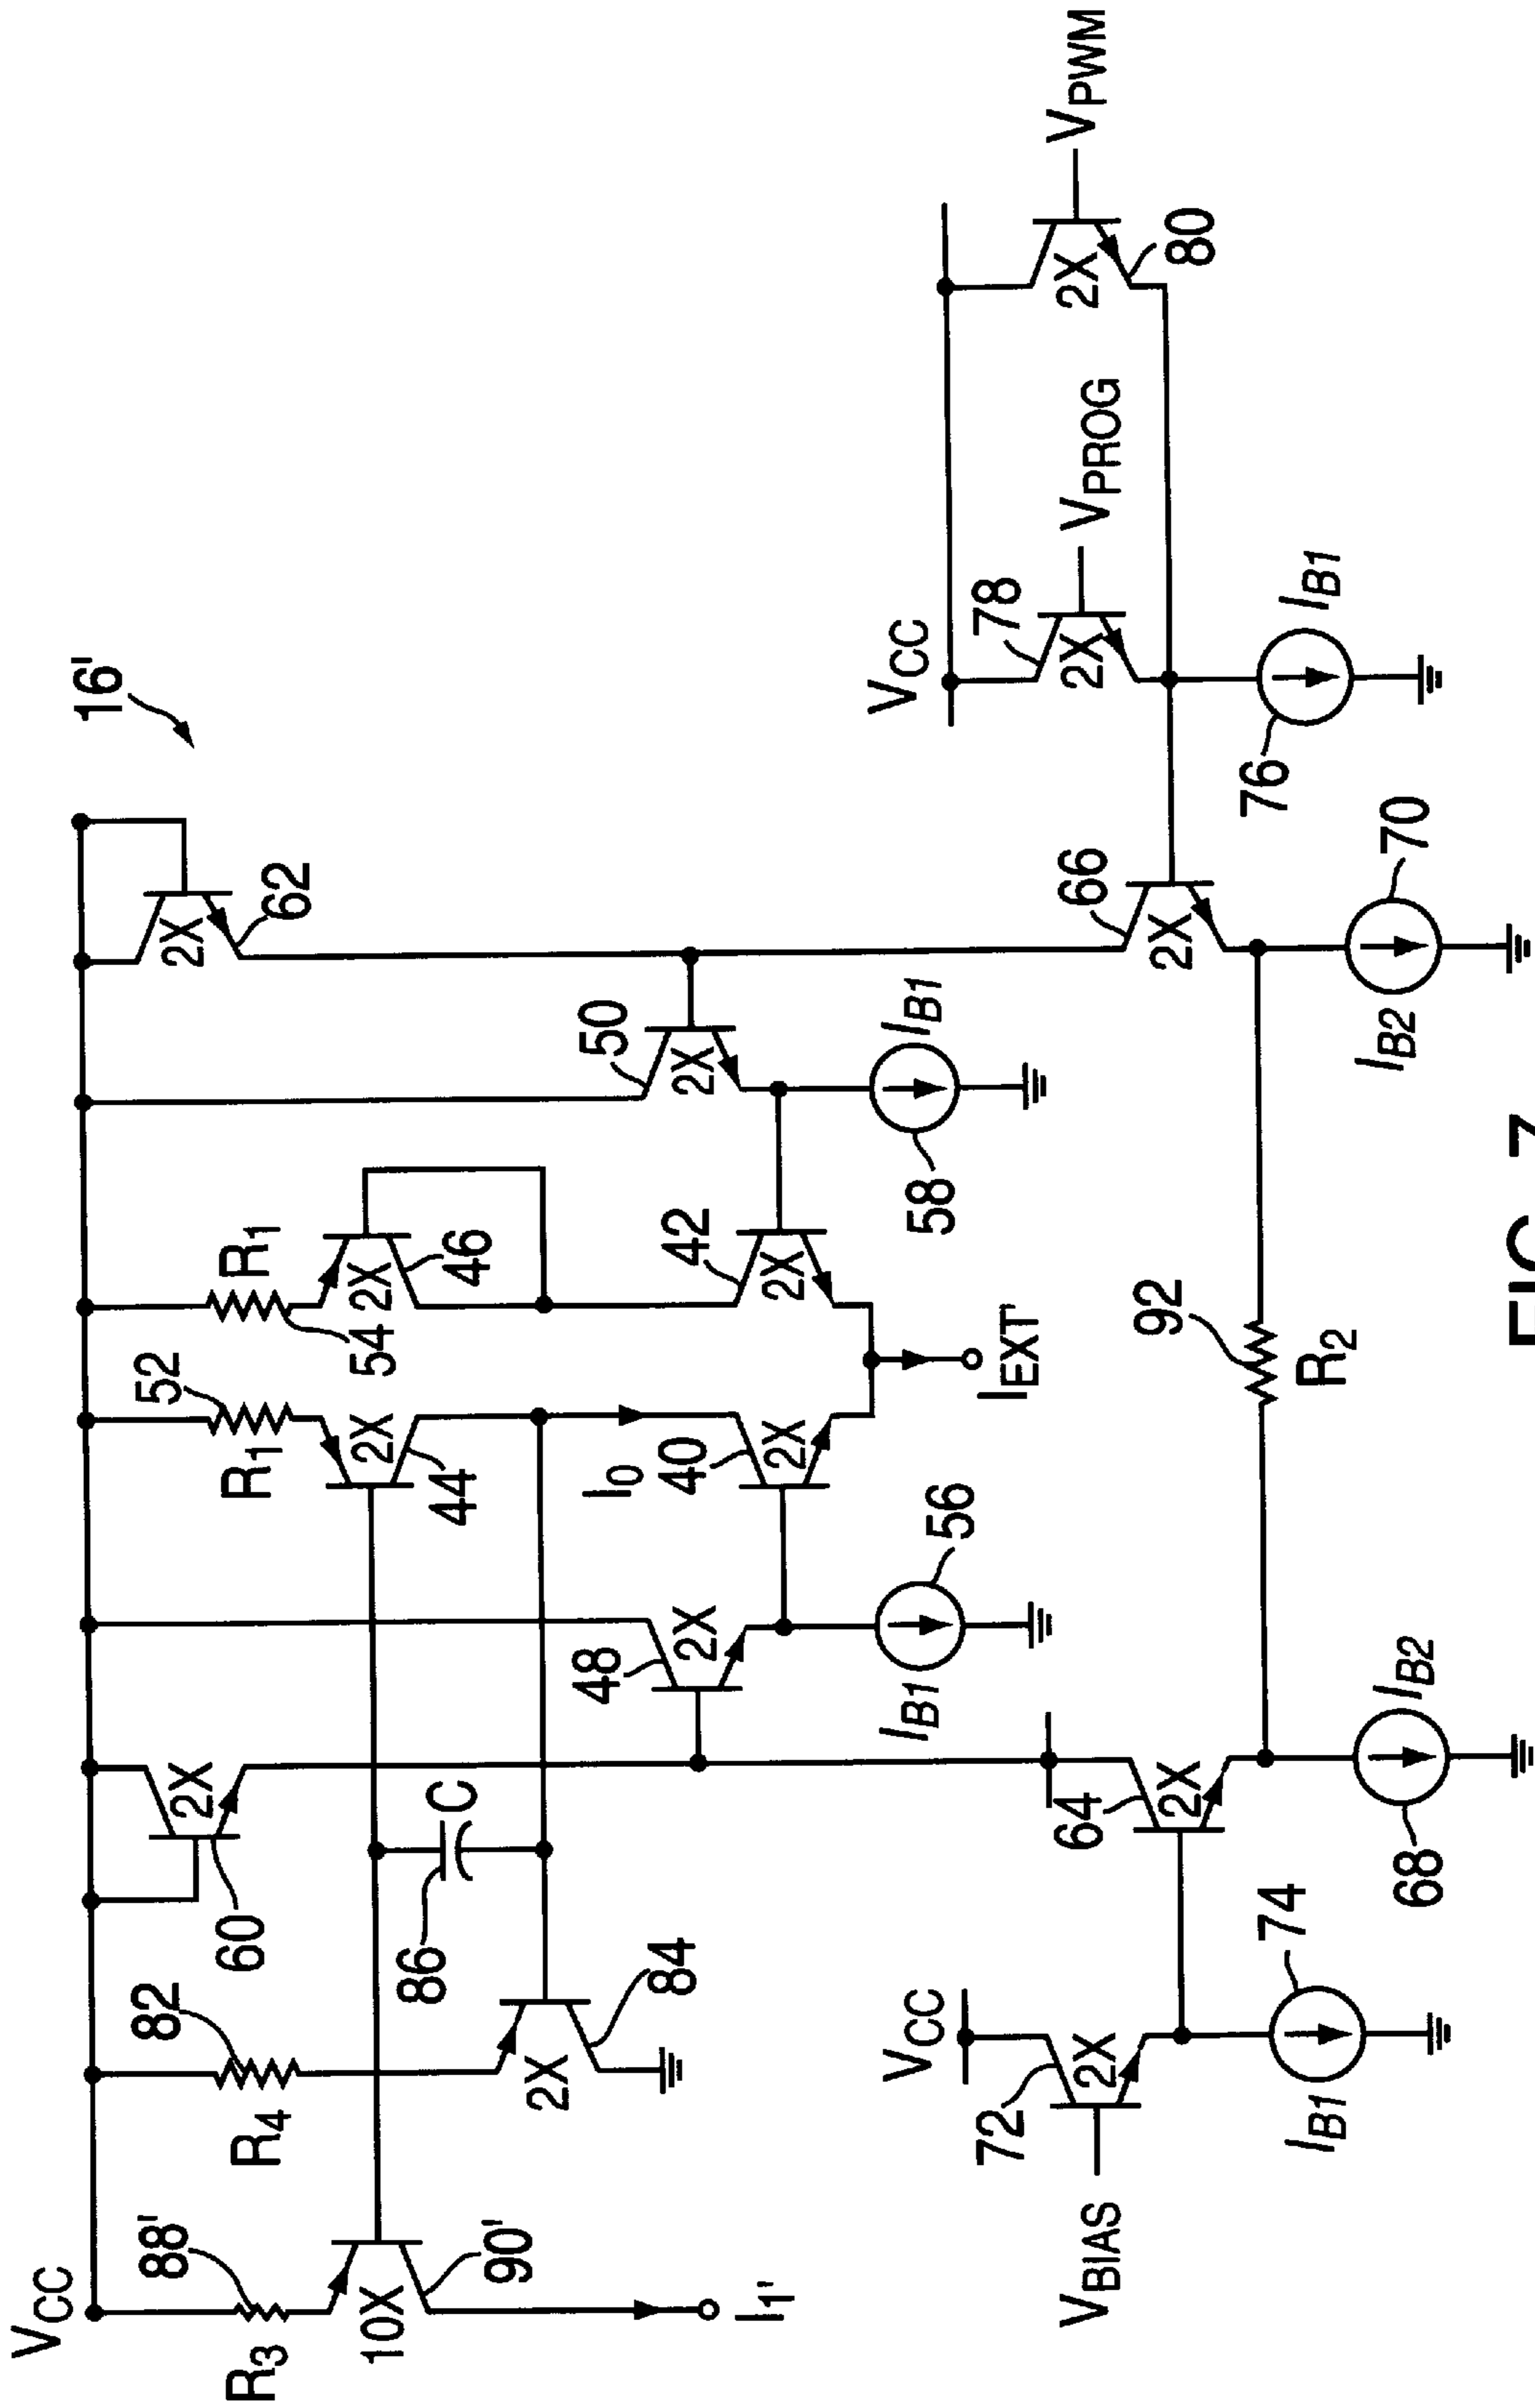 16'
V_CC
R_3
88'
10X
90'
I_1'
R_4
82
2X
84
60
2X
86
C
48
2X
I_B1
56
R_1
52
2X
44
I_0
40
2X
I_EXT
R_1
54
2X
46
42
2X
50
2X
58
I_B1
2X
62
V_BIAS
72
V_CC
2X
I_B1
74
64
2X
68
I_B2
92
R_2
66
2X
I_B2
70
76
I_B1
V_CC
78
2X
V_PROG
2X
80
V_PWM